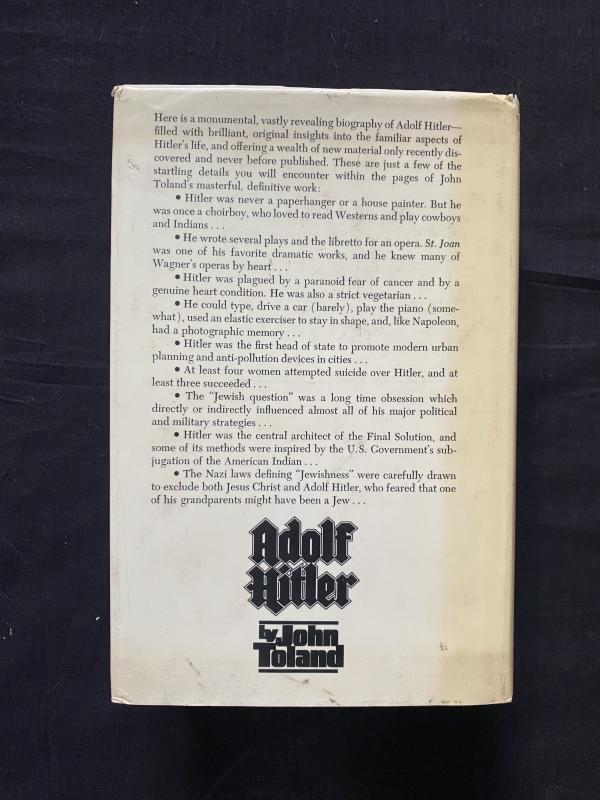 Here is a monumental, vastly revealing biography of Adolf Hitler—
filled with brilliant, original insights into the familiar aspects of
Hitler's life, and offering a wealth of new material only recently dis-
covered and never before published. These are just a few of the
startling details you will encounter within the pages of John
Toland's masterful, definitive work:
• Hitler was never a paperhanger or a house painter. But he
was once a choirboy, who loved to read Westerns and play cowboys
and Indians . . .
• He wrote several plays and the libretto for an opera. St. Joan
was one of his favorite dramatic works, and he knew many of
Wagner's operas by heart . . .
• Hitler was plagued by a paranoid fear of cancer and by a
genuine heart condition. He was also a strict vegetarian . . .
• He could type, drive a car (barely), play the piano (some-
what), used an elastic exerciser to stay in shape, and, like Napoleon,
had a photographic memory . . .
• Hitler was the first head of state to promote modern urban
planning and anti-pollution devices in cities . . .
• At least four women attempted suicide over Hitler, and at
least three succeeded . . .
• The "Jewish question" was a long time obsession which
directly or indirectly influenced almost all of his major political
and military strategies . . .
• Hitler was the central architect of the Final Solution, and
some of its methods were inspired by the U.S. Government's sub-
jugation of the American Indian . . .
• The Nazi laws defining "Jewishness" were carefully drawn
to exclude both Jesus Christ and Adolf Hitler, who feared that one
of his grandparents might have been a Jew . . .
Adolf
Hitler
by John
Toland